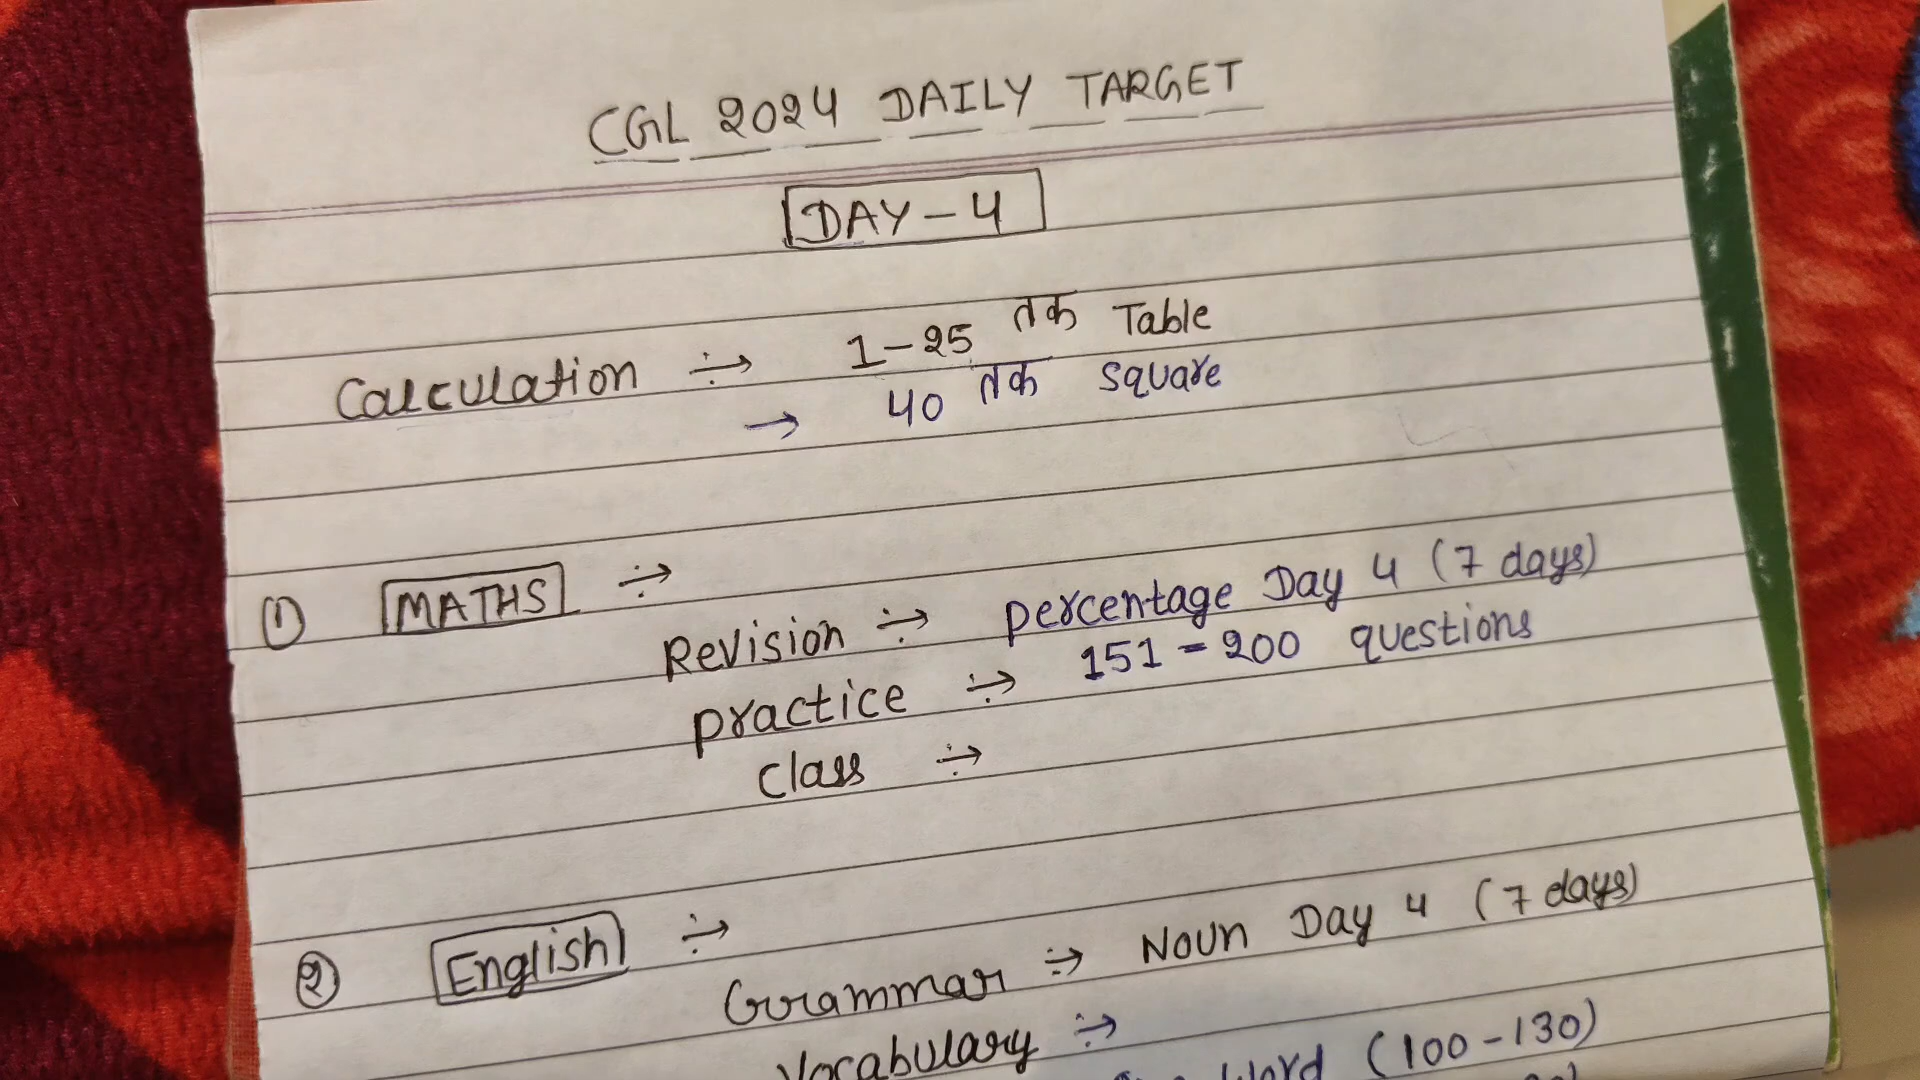 CGL 2024 DAILY TARGET
DAY - 4
Calculation ÷→ 1-25 तक Table
→ 40 तक square
① MATHS ÷→
Revision ÷→ percentage Day 4 (7 days)
practice ÷→ 151 - 200 questions
class ÷→
② English ÷→
Grammar ÷→ Noun Day 4 (7 days)
Vocabulary ÷→
Word (100-130)